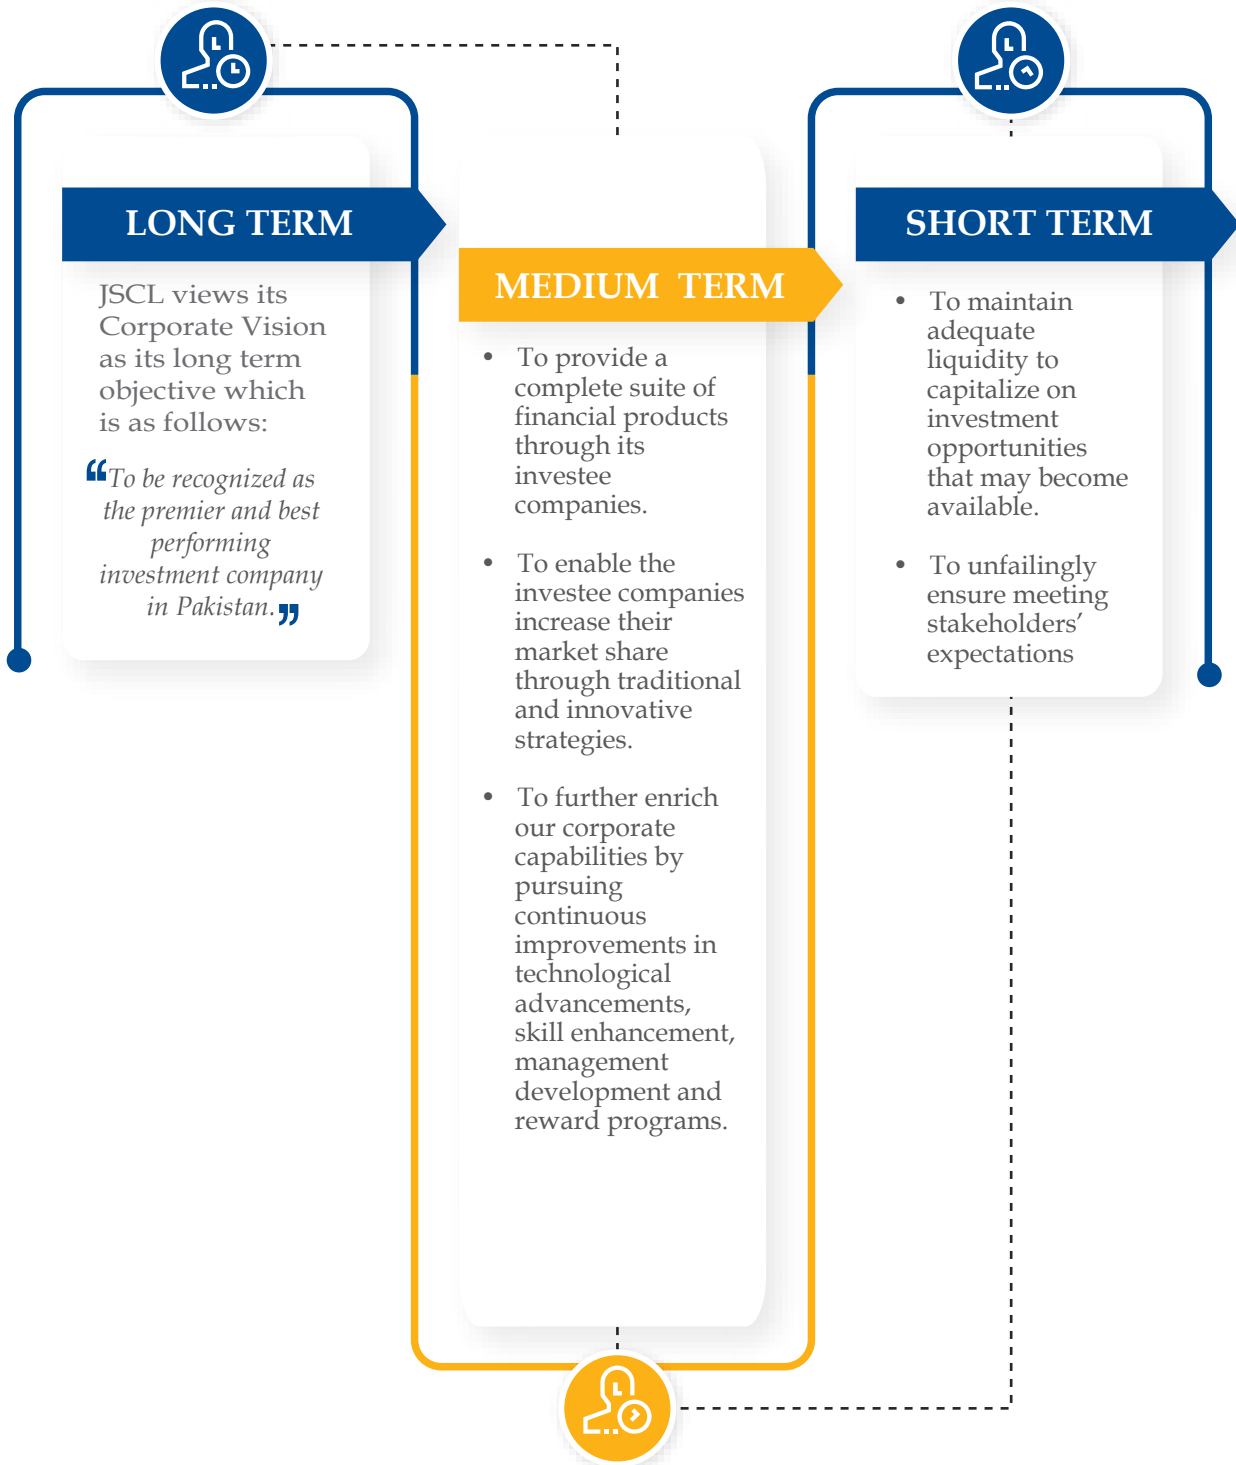 LONG TERM
JSCL views its
Corporate Vision
as its long term
objective which
is as follows:
“To be recognized as
the premier and best
performing
investment company
in Pakistan.”
MEDIUM TERM
• To provide a
complete suite of
financial products
through its
investee
companies.
• To enable the
investee companies
increase their
market share
through traditional
and innovative
strategies.
• To further enrich
our corporate
capabilities by
pursuing
continuous
improvements in
technological
advancements,
skill enhancement,
management
development and
reward programs.
SHORT TERM
• To maintain
adequate
liquidity to
capitalize on
investment
opportunities
that may become
available.
• To unfailingly
ensure meeting
stakeholders’
expectations